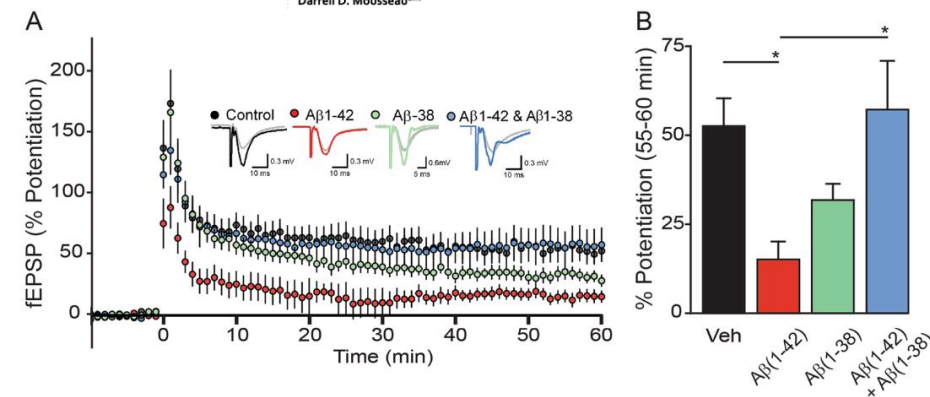 Darrell D. Mousseau
A
fEPSP (% Potentiation)
200
150
100
50
0
Control
Aβ1-42
Aβ-38
Aβ1-42 & Aβ1-38
0.3 mV
10 ms
0.3 mV
10 ms
0.6mV
5 ms
0.3 mV
10 ms
0
10
20
30
40
50
60
Time (min)
B
% Potentiation (55-60 min)
75
50
25
0
*
*
Veh
Aβ(1-42)
Aβ(1-38)
Aβ(1-42)
+ Aβ(1-38)